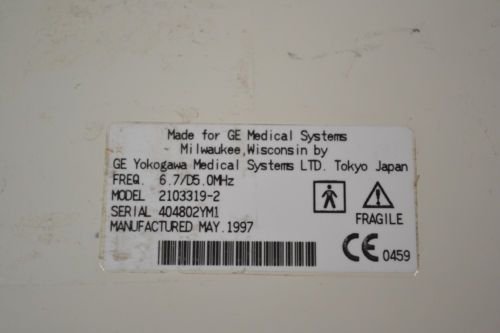 Made for GE Medical Systems
Milwaukee,Wisconsin by
GE Yokogawa Medical Systems LTD. Tokyo Japan
FREQ. 6.7/D5.0MHz
MODEL 2103319-2
SERIAL 404802YM1
MANUFACTURED MAY.1997
FRAGILE
CE 0459